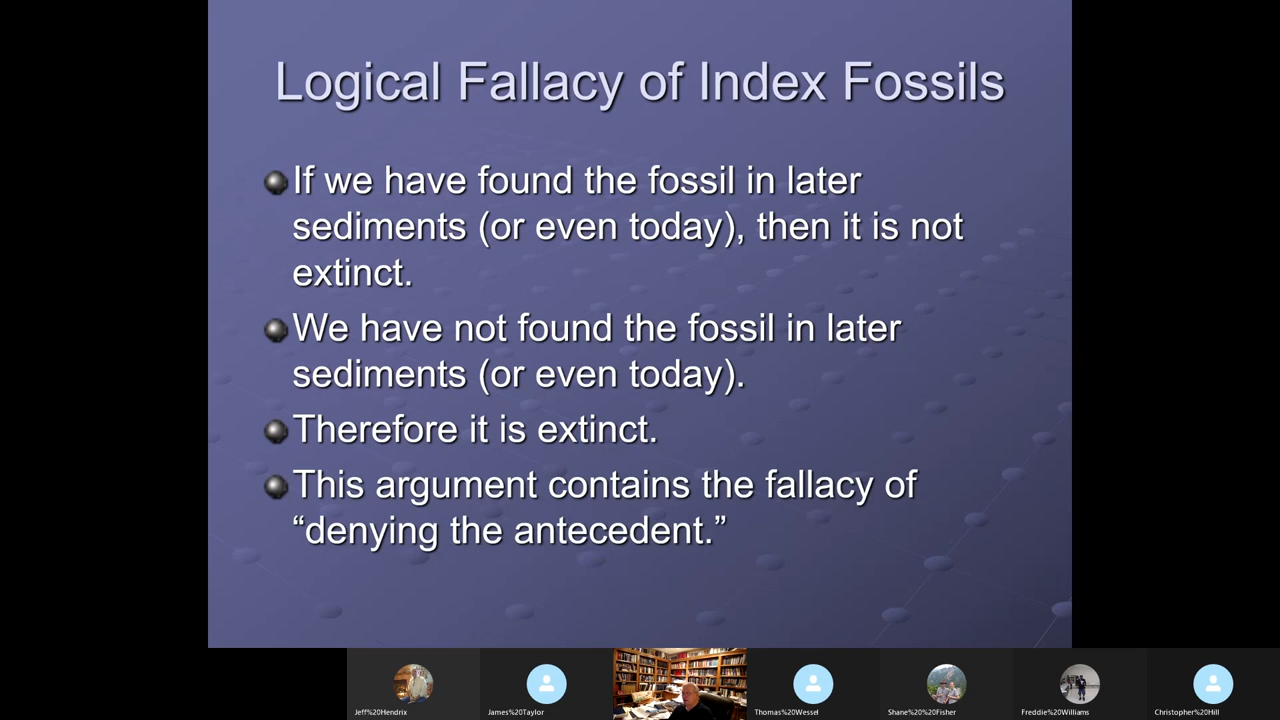 Logical Fallacy of Index Fossils
If we have found the fossil in later
sediments (or even today), then it is not
extinct.
We have not found the fossil in later
sediments (or even today).
Therefore it is extinct.
This argument contains the fallacy of
“denying the antecedent.”
Jeff%20Hendrix
James%20Taylor
Thomas%20Wessel
Shane%20%20Fisher
Freddie%20Williams
Christopher%20Hill